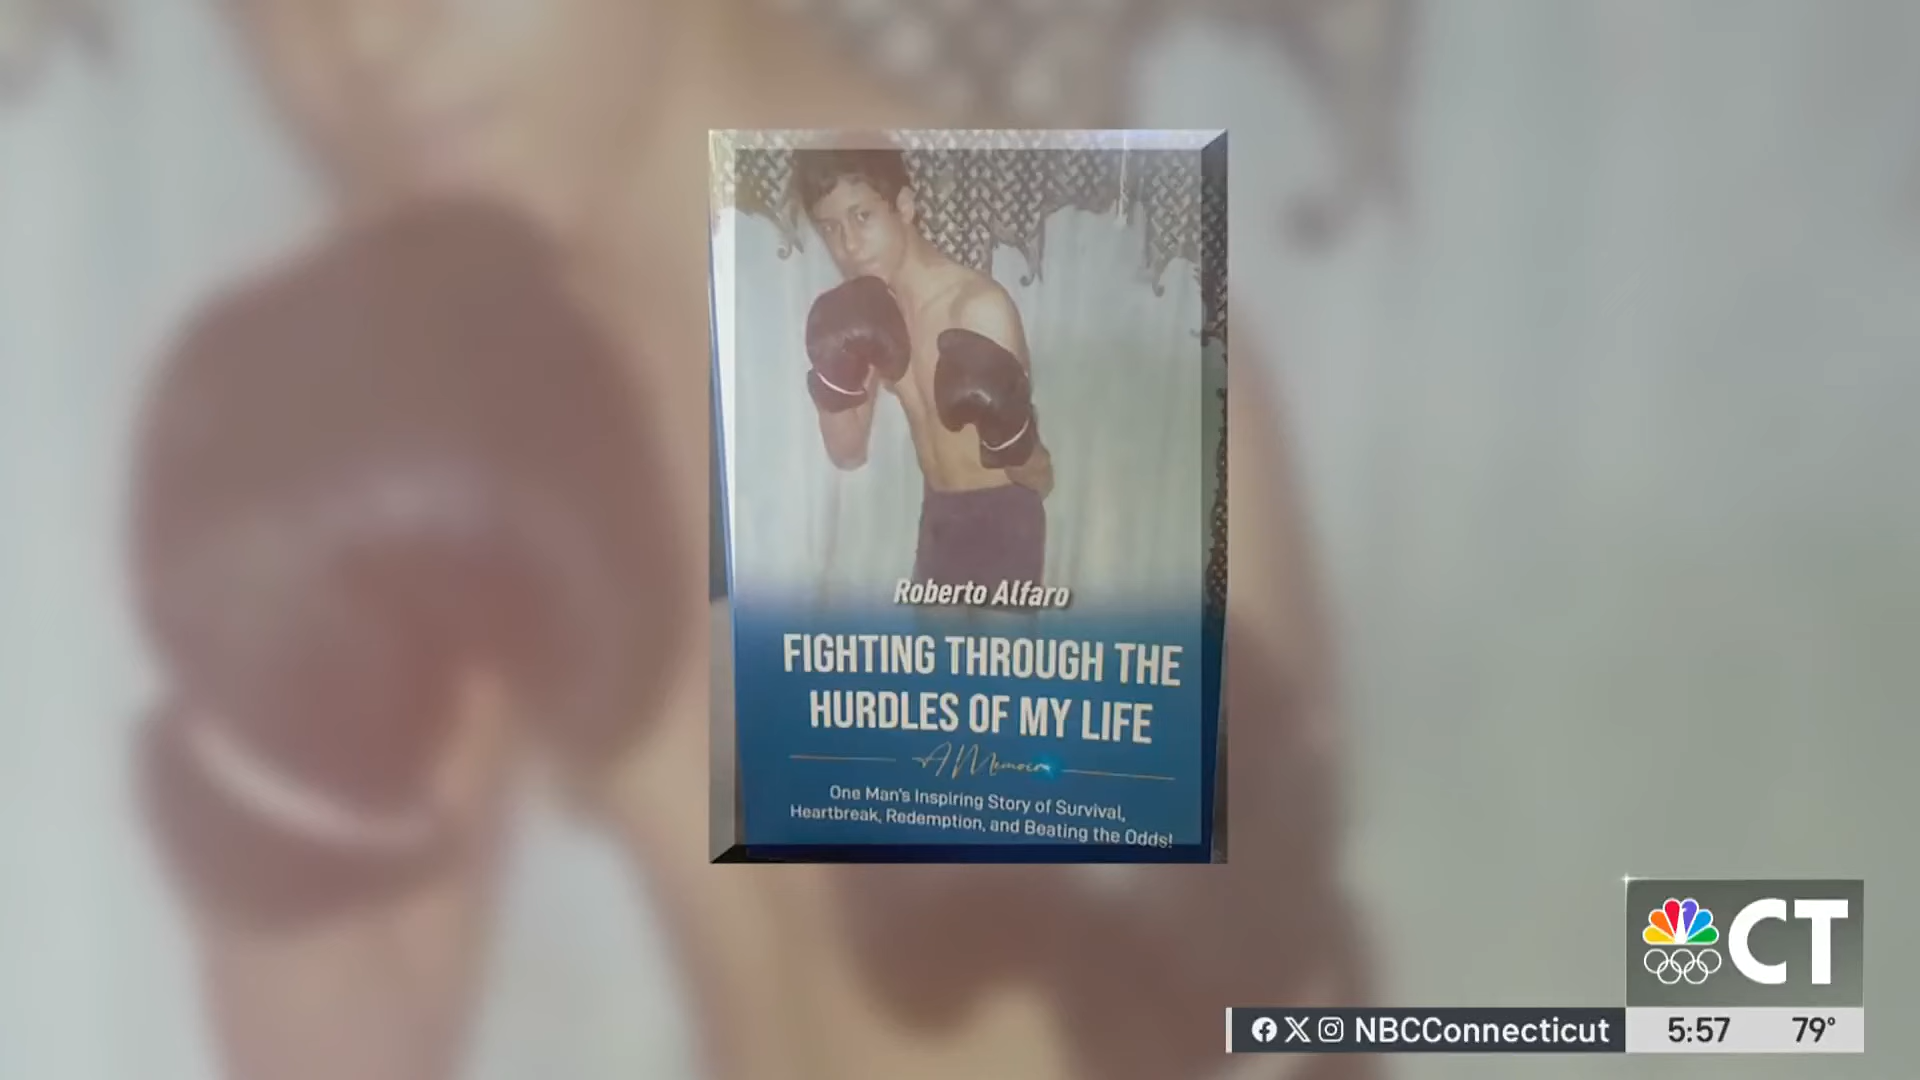 Roberto Alfaro
FIGHTING THROUGH THE
HURDLES OF MY LIFE
A Memoir
One Man's Inspiring Story of Survival,
Heartbreak, Redemption, and Beating the Odds!
CT
NBCConnecticut
5:57 79°